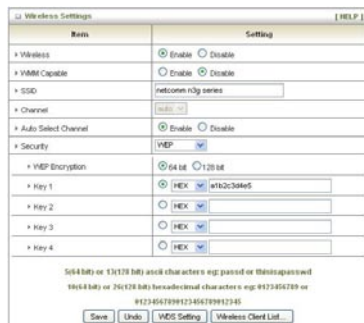 Wireless Settings [ HELP ]
Item Setting
Wireless Enable Disable
WMM Capable Enable Disable
SSID netcomm n3g series
Channel auto
Auto Select Channel Enable Disable
Security WEP
WEP Encryption 64 bit 128 bit
Key 1 HEX a1b2c3d4e5
Key 2 HEX
Key 3 HEX
Key 4 HEX
5(64 bit) or 13(128 bit) ascii characters eg: passd or thisisapasswd
10(64 bit) or 26(128 bit) hexadecimal characters eg: 0123456789 or
01234567890123456789012345
Save Undo WDS Setting Wireless Client List...